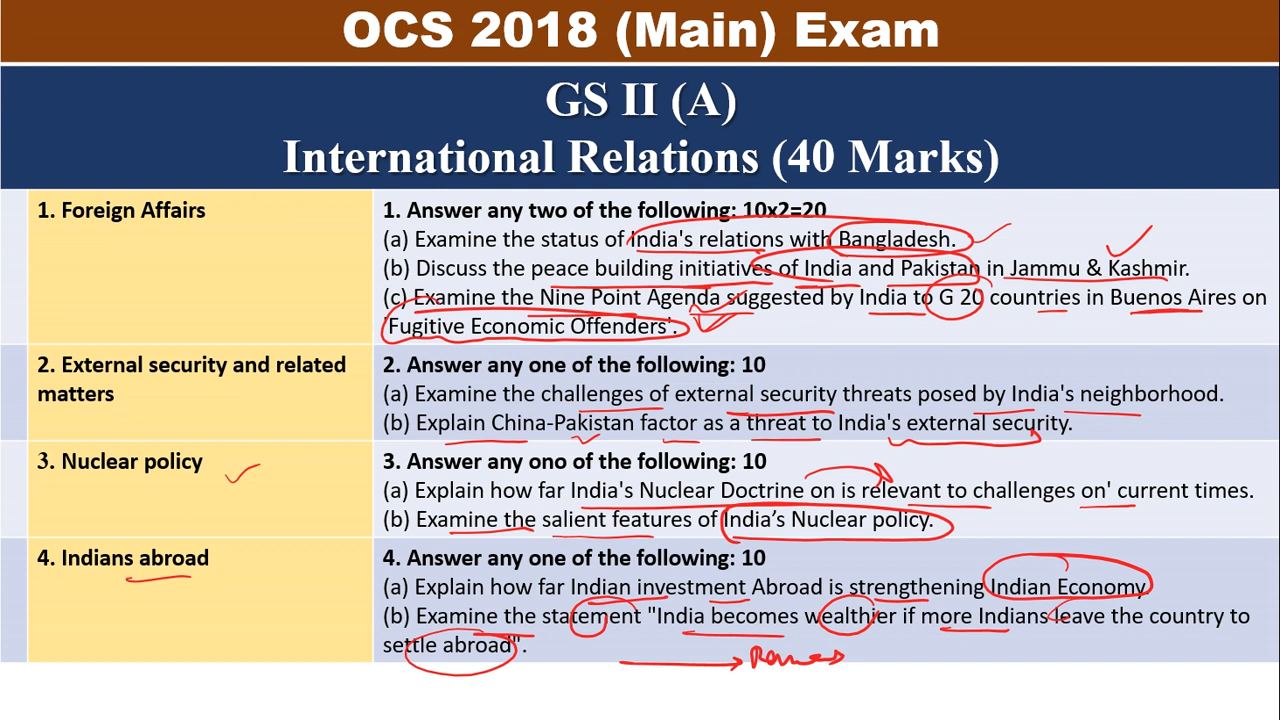 OCS 2018 (Main) Exam
GS II (A)
International Relations (40 Marks)
1. Foreign Affairs
1. Answer any two of the following: 10x2=20
(a) Examine the status of India's relations with Bangladesh.
(b) Discuss the peace building initiatives of India and Pakistan in Jammu & Kashmir.
(c) Examine the Nine Point Agenda suggested by India to G 20 countries in Buenos Aires on
'Fugitive Economic Offenders'.
2. External security and related
matters
2. Answer any one of the following: 10
(a) Examine the challenges of external security threats posed by India's neighborhood.
(b) Explain China-Pakistan factor as a threat to India's external security.
3. Nuclear policy
3. Answer any ono of the following: 10
(a) Explain how far India's Nuclear Doctrine on is relevant to challenges on' current times.
(b) Examine the salient features of India’s Nuclear policy.
4. Indians abroad
4. Answer any one of the following: 10
(a) Explain how far Indian investment Abroad is strengthening Indian Economy
(b) Examine the statement "India becomes wealthier if more Indians leave the country to
settle abroad".